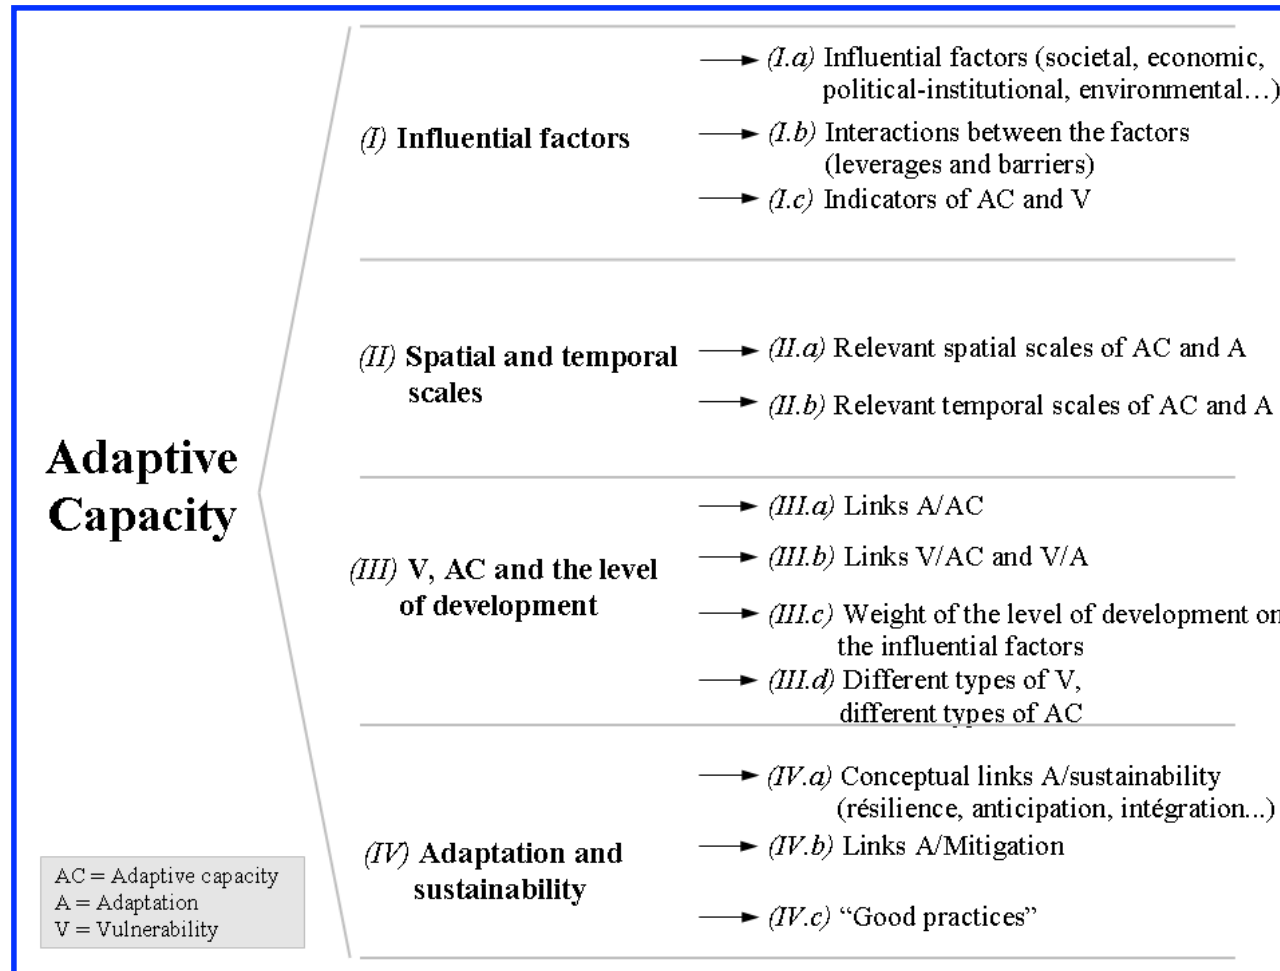 (I.a) Influential factors (societal, economic,
political-institutional, environmental…)
(I) Influential factors
(I.b) Interactions between the factors
(leverages and barriers)
(I.c) Indicators of AC and V
(II) Spatial and temporal
scales
(II.a) Relevant spatial scales of AC and A
(II.b) Relevant temporal scales of AC and A
Adaptive
Capacity
(III) V, AC and the level
of development
(III.a) Links A/AC
(III.b) Links V/AC and V/A
(III.c) Weight of the level of development on
the influential factors
(III.d) Different types of V,
different types of AC
(IV) Adaptation and
sustainability
(IV.a) Conceptual links A/sustainability
(résilience, anticipation, intégration...)
(IV.b) Links A/Mitigation
(IV.c) “Good practices”
AC = Adaptive capacity
A = Adaptation
V = Vulnerability